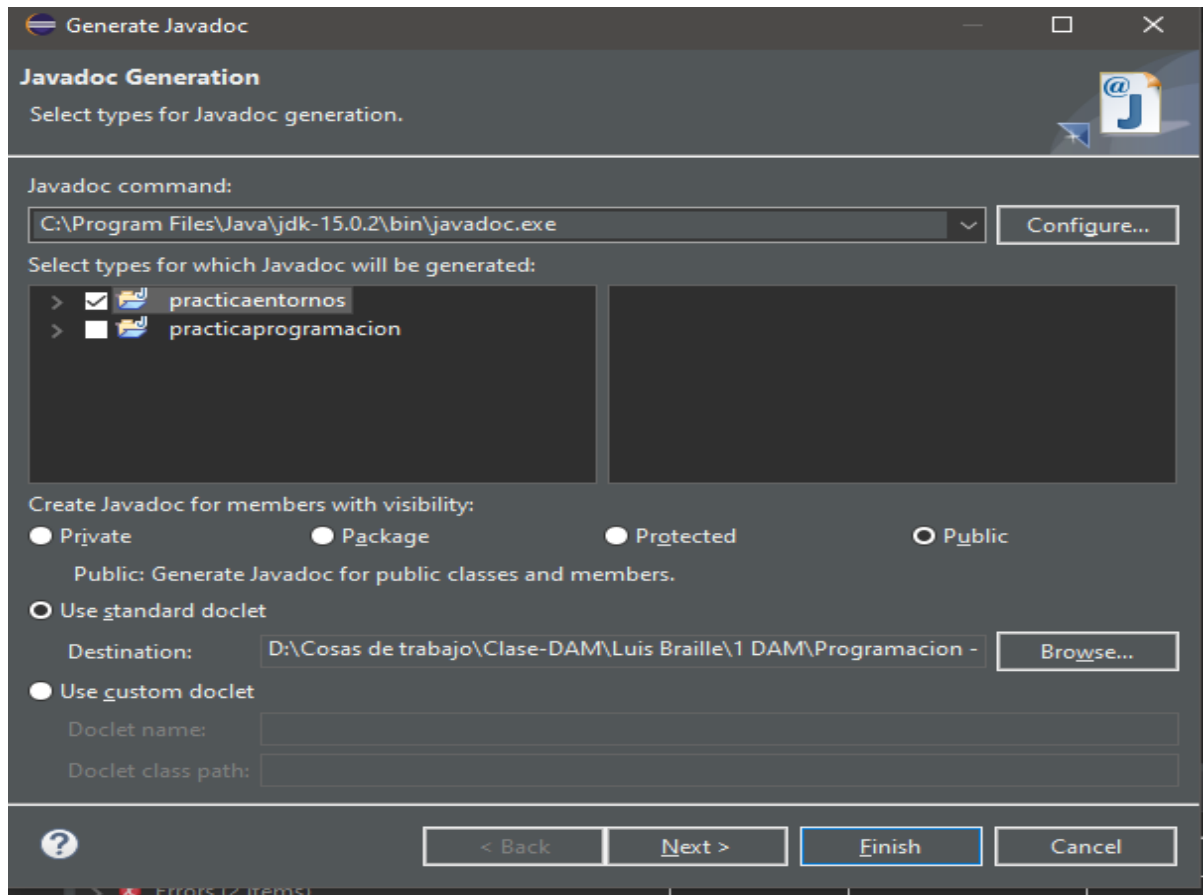 Generate Javadoc
Javadoc Generation
Select types for Javadoc generation.
Javadoc command:
C:\Program Files\Java\jdk-15.0.2\bin\javadoc.exe
Configure...
Select types for which Javadoc will be generated:
practicaentornos
practicaprogramacion
Create Javadoc for members with visibility:
Private Package Protected Public
Public: Generate Javadoc for public classes and members.
Use standard doclet
Destination: D:\Cosas de trabajo\Clase-DAM\Luis Braille\1 DAM\Programacion - Browse...
Use custom doclet
Doclet name:
Doclet class path:
? < Back Next > Finish Cancel
Errors (2 items)